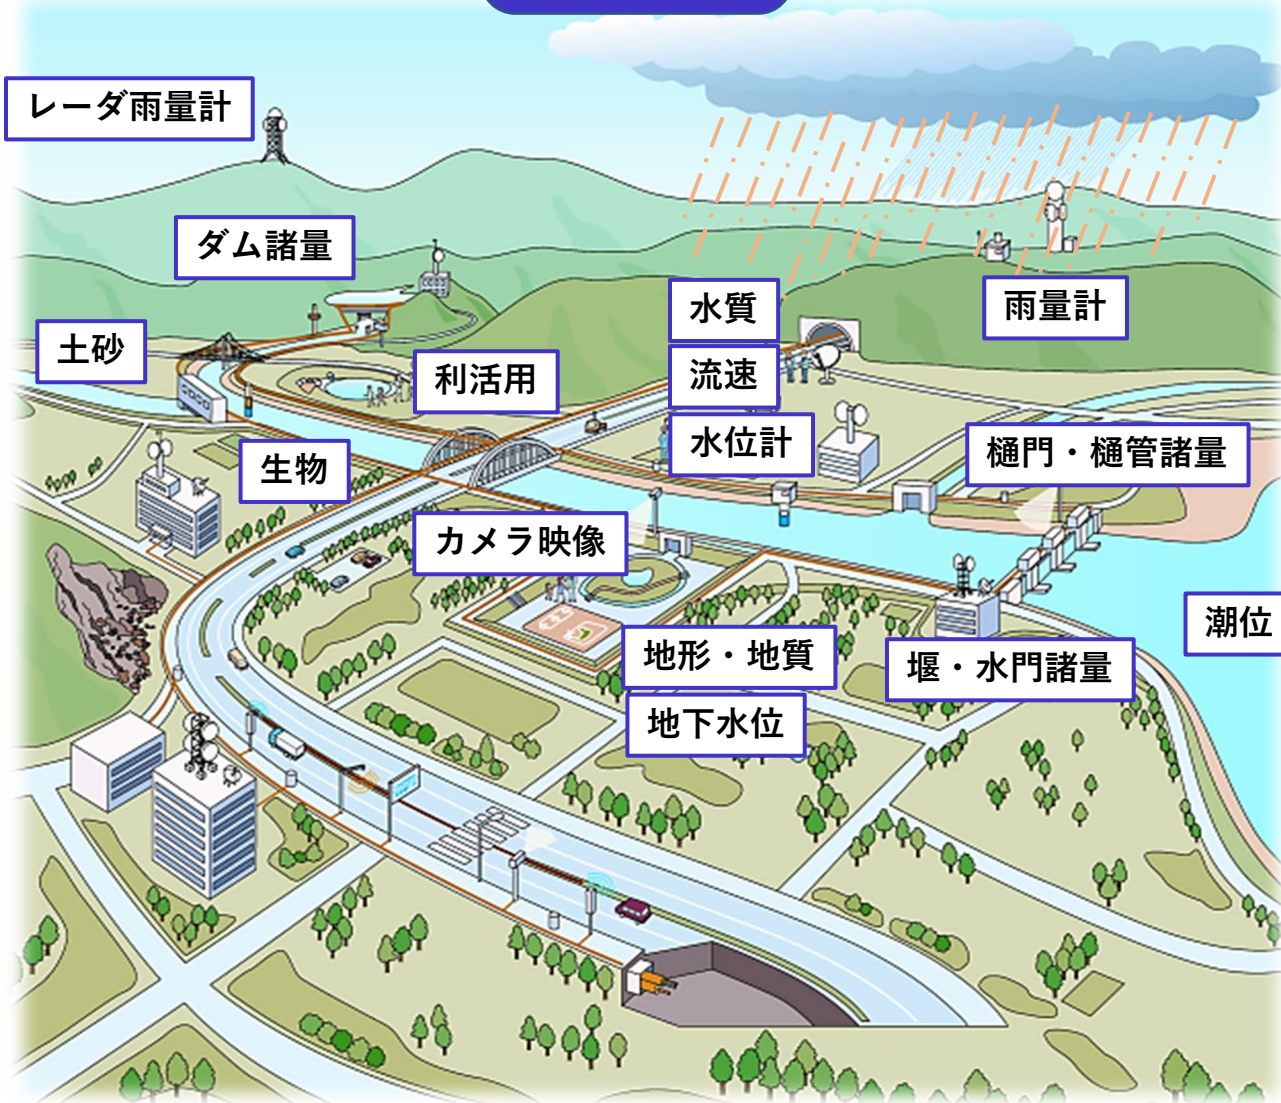 レーダ雨量計
ダム諸量
水質
雨量計
土砂
利活用
流速
水位計
樋門・樋管諸量
生物
カメラ映像
潮位
地形・地質
堰・水門諸量
地下水位